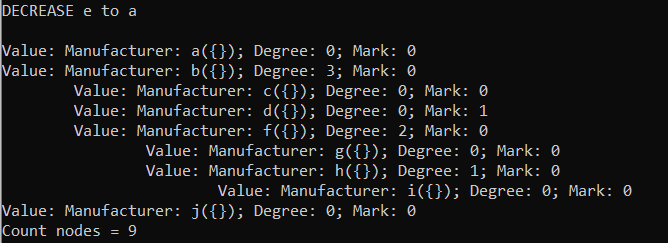 DECREASE e to a
Value: Manufacturer: a({}); Degree: 0; Mark: 0
Value: Manufacturer: b({}); Degree: 3; Mark: 0
Value: Manufacturer: c({}); Degree: 0; Mark: 0
Value: Manufacturer: d({}); Degree: 0; Mark: 1
Value: Manufacturer: f({}); Degree: 2; Mark: 0
Value: Manufacturer: g({}); Degree: 0; Mark: 0
Value: Manufacturer: h({}); Degree: 1; Mark: 0
Value: Manufacturer: i({}); Degree: 0; Mark: 0
Value: Manufacturer: j({}); Degree: 0; Mark: 0
Count nodes = 9